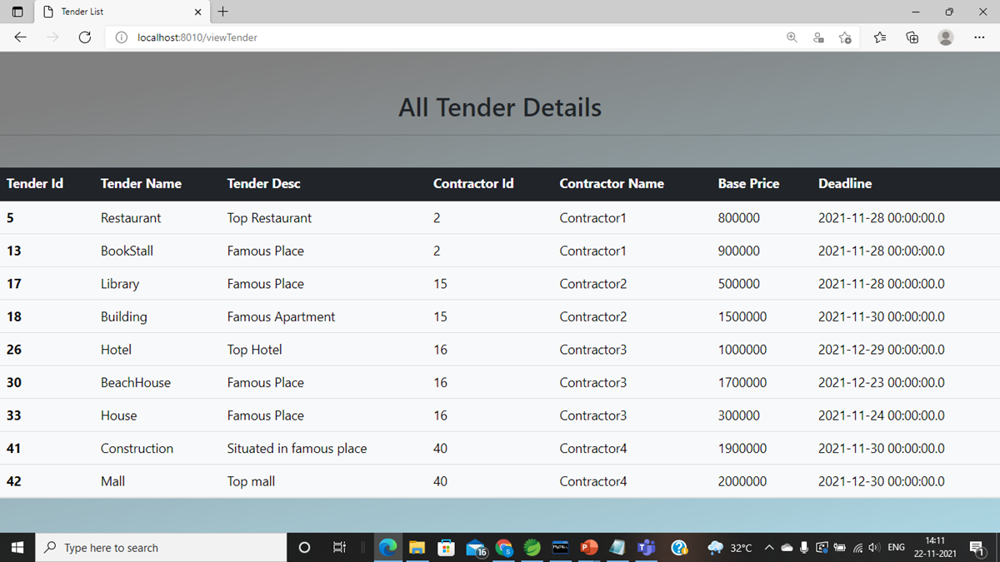 Tender List
localhost:8010/viewTender
All Tender Details
Tender Id Tender Name Tender Desc Contractor Id Contractor Name Base Price Deadline
5 Restaurant Top Restaurant 2 Contractor1 800000 2021-11-28 00:00:00.0
13 BookStall Famous Place 2 Contractor1 900000 2021-11-28 00:00:00.0
17 Library Famous Place 15 Contractor2 500000 2021-11-28 00:00:00.0
18 Building Famous Apartment 15 Contractor2 1500000 2021-11-30 00:00:00.0
26 Hotel Top Hotel 16 Contractor3 1000000 2021-12-29 00:00:00.0
30 BeachHouse Famous Place 16 Contractor3 1700000 2021-12-23 00:00:00.0
33 House Famous Place 16 Contractor3 300000 2021-11-24 00:00:00.0
41 Construction Situated in famous place 40 Contractor4 1900000 2021-11-30 00:00:00.0
42 Mall Top mall 40 Contractor4 2000000 2021-12-30 00:00:00.0
Type here to search 16 32°C ENG 14:11
22-11-2021 1